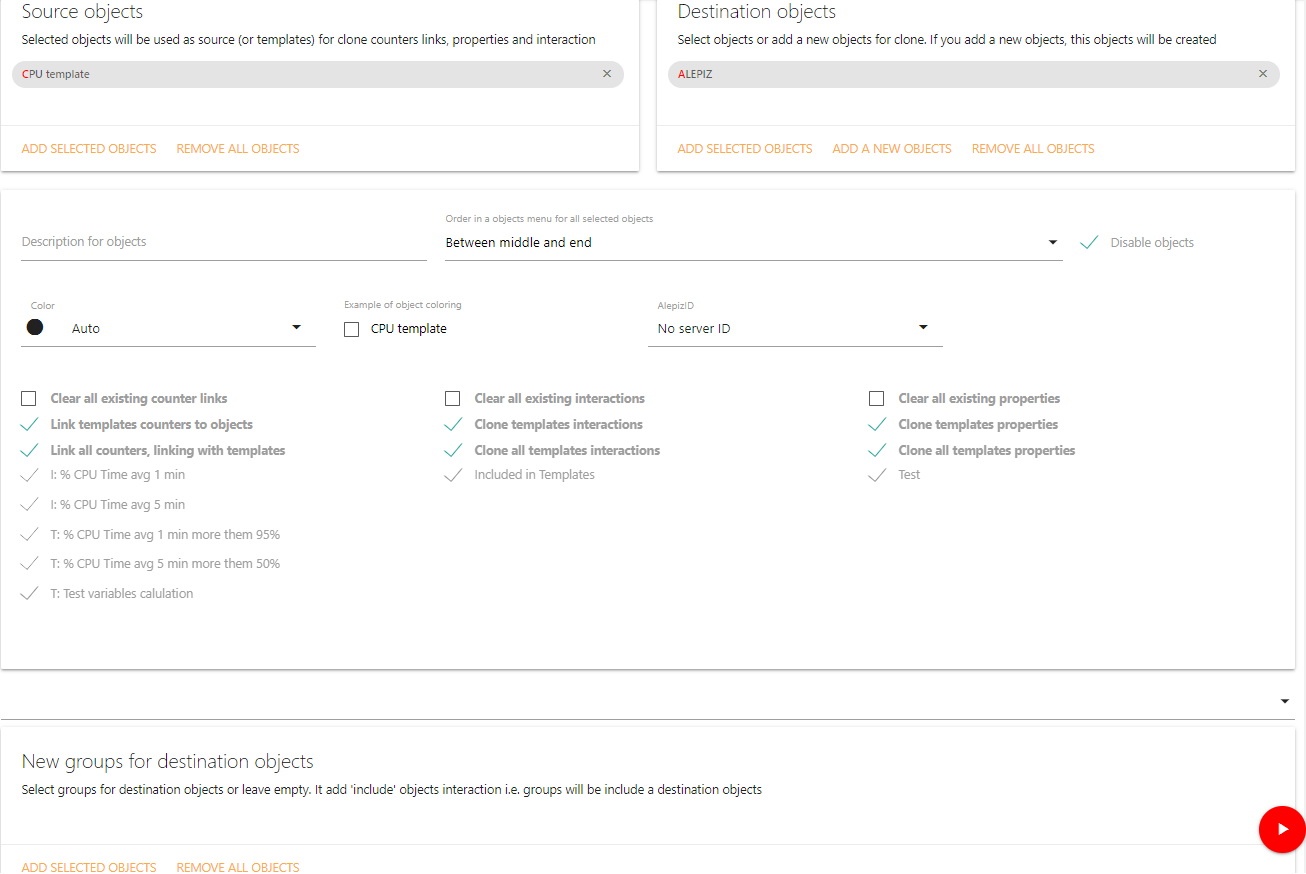 Source objects
Selected objects will be used as source (or templates) for clone counters links, properties and interaction
CPU template
ADD SELECTED OBJECTS REMOVE ALL OBJECTS
Destination objects
Select objects or add a new objects for clone. If you add a new objects, this objects will be created
ALEPIZ
ADD SELECTED OBJECTS ADD A NEW OBJECTS REMOVE ALL OBJECTS
Description for objects
Order in a objects menu for all selected objects
Between middle and end
Disable objects
Color
Auto
Example of object coloring
CPU template
AlepizID
No server ID
Clear all existing counter links
Link templates counters to objects
Link all counters, linking with templates
I: % CPU Time avg 1 min
I: % CPU Time avg 5 min
T: % CPU Time avg 1 min more them 95%
T: % CPU Time avg 5 min more them 50%
T: Test variables calulation
Clear all existing interactions
Clone templates interactions
Clone all templates interactions
Included in Templates
Clear all existing properties
Clone templates properties
Clone all templates properties
Test
New groups for destination objects
Select groups for destination objects or leave empty. It add 'include' objects interaction i.e. groups will be include a destination objects
ADD SELECTED OBJECTS REMOVE ALL OBJECTS